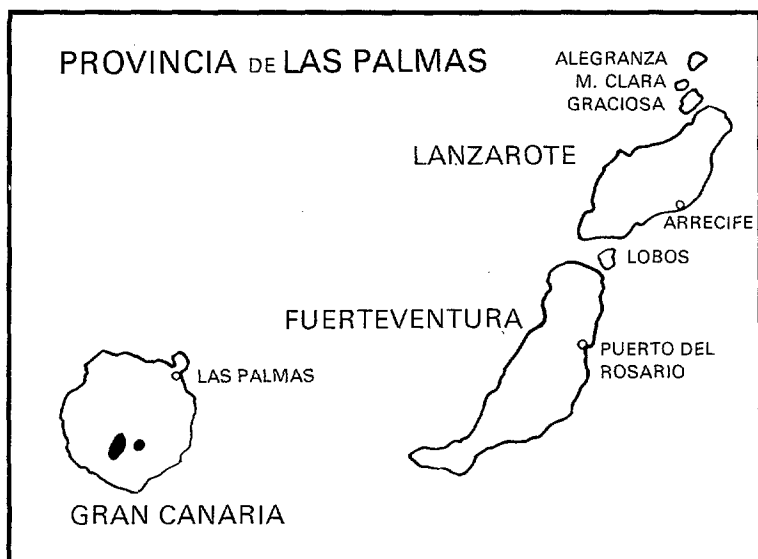 PROVINCIA DE LAS PALMAS
ALEGRANZA
M. CLARA
GRACIOSA
LANZAROTE
ARRECIFE
LOBOS
FUERTEVENTURA
PUERTO DEL
ROSARIO
LAS PALMAS
GRAN CANARIA